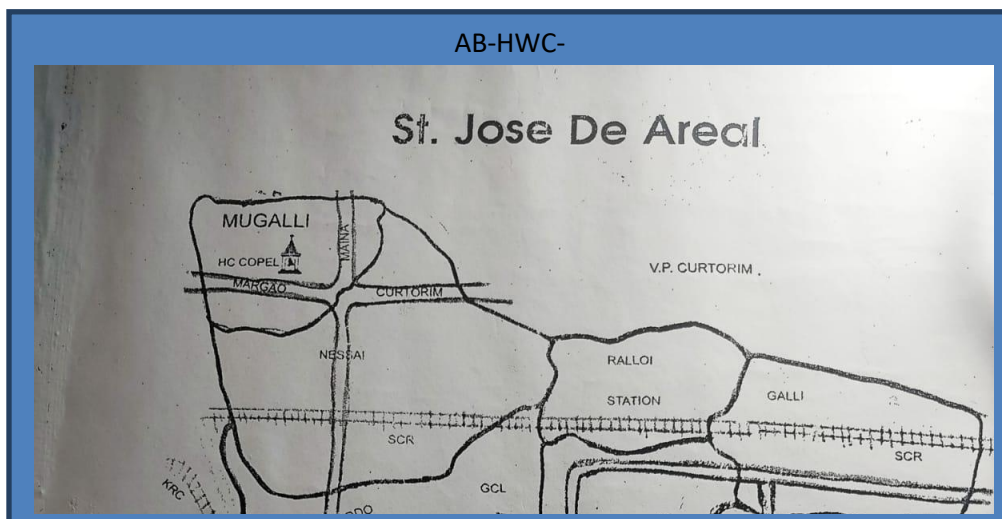 AB-HWC-
St. Jose De Areal
MUGALLI
MAINA
HC COPEL
V.P. CURTORIM
MARGAO
CURTORIM
NESSAI
RALLOI
STATION
GALLI
SCR
SCR
KRC
GCL